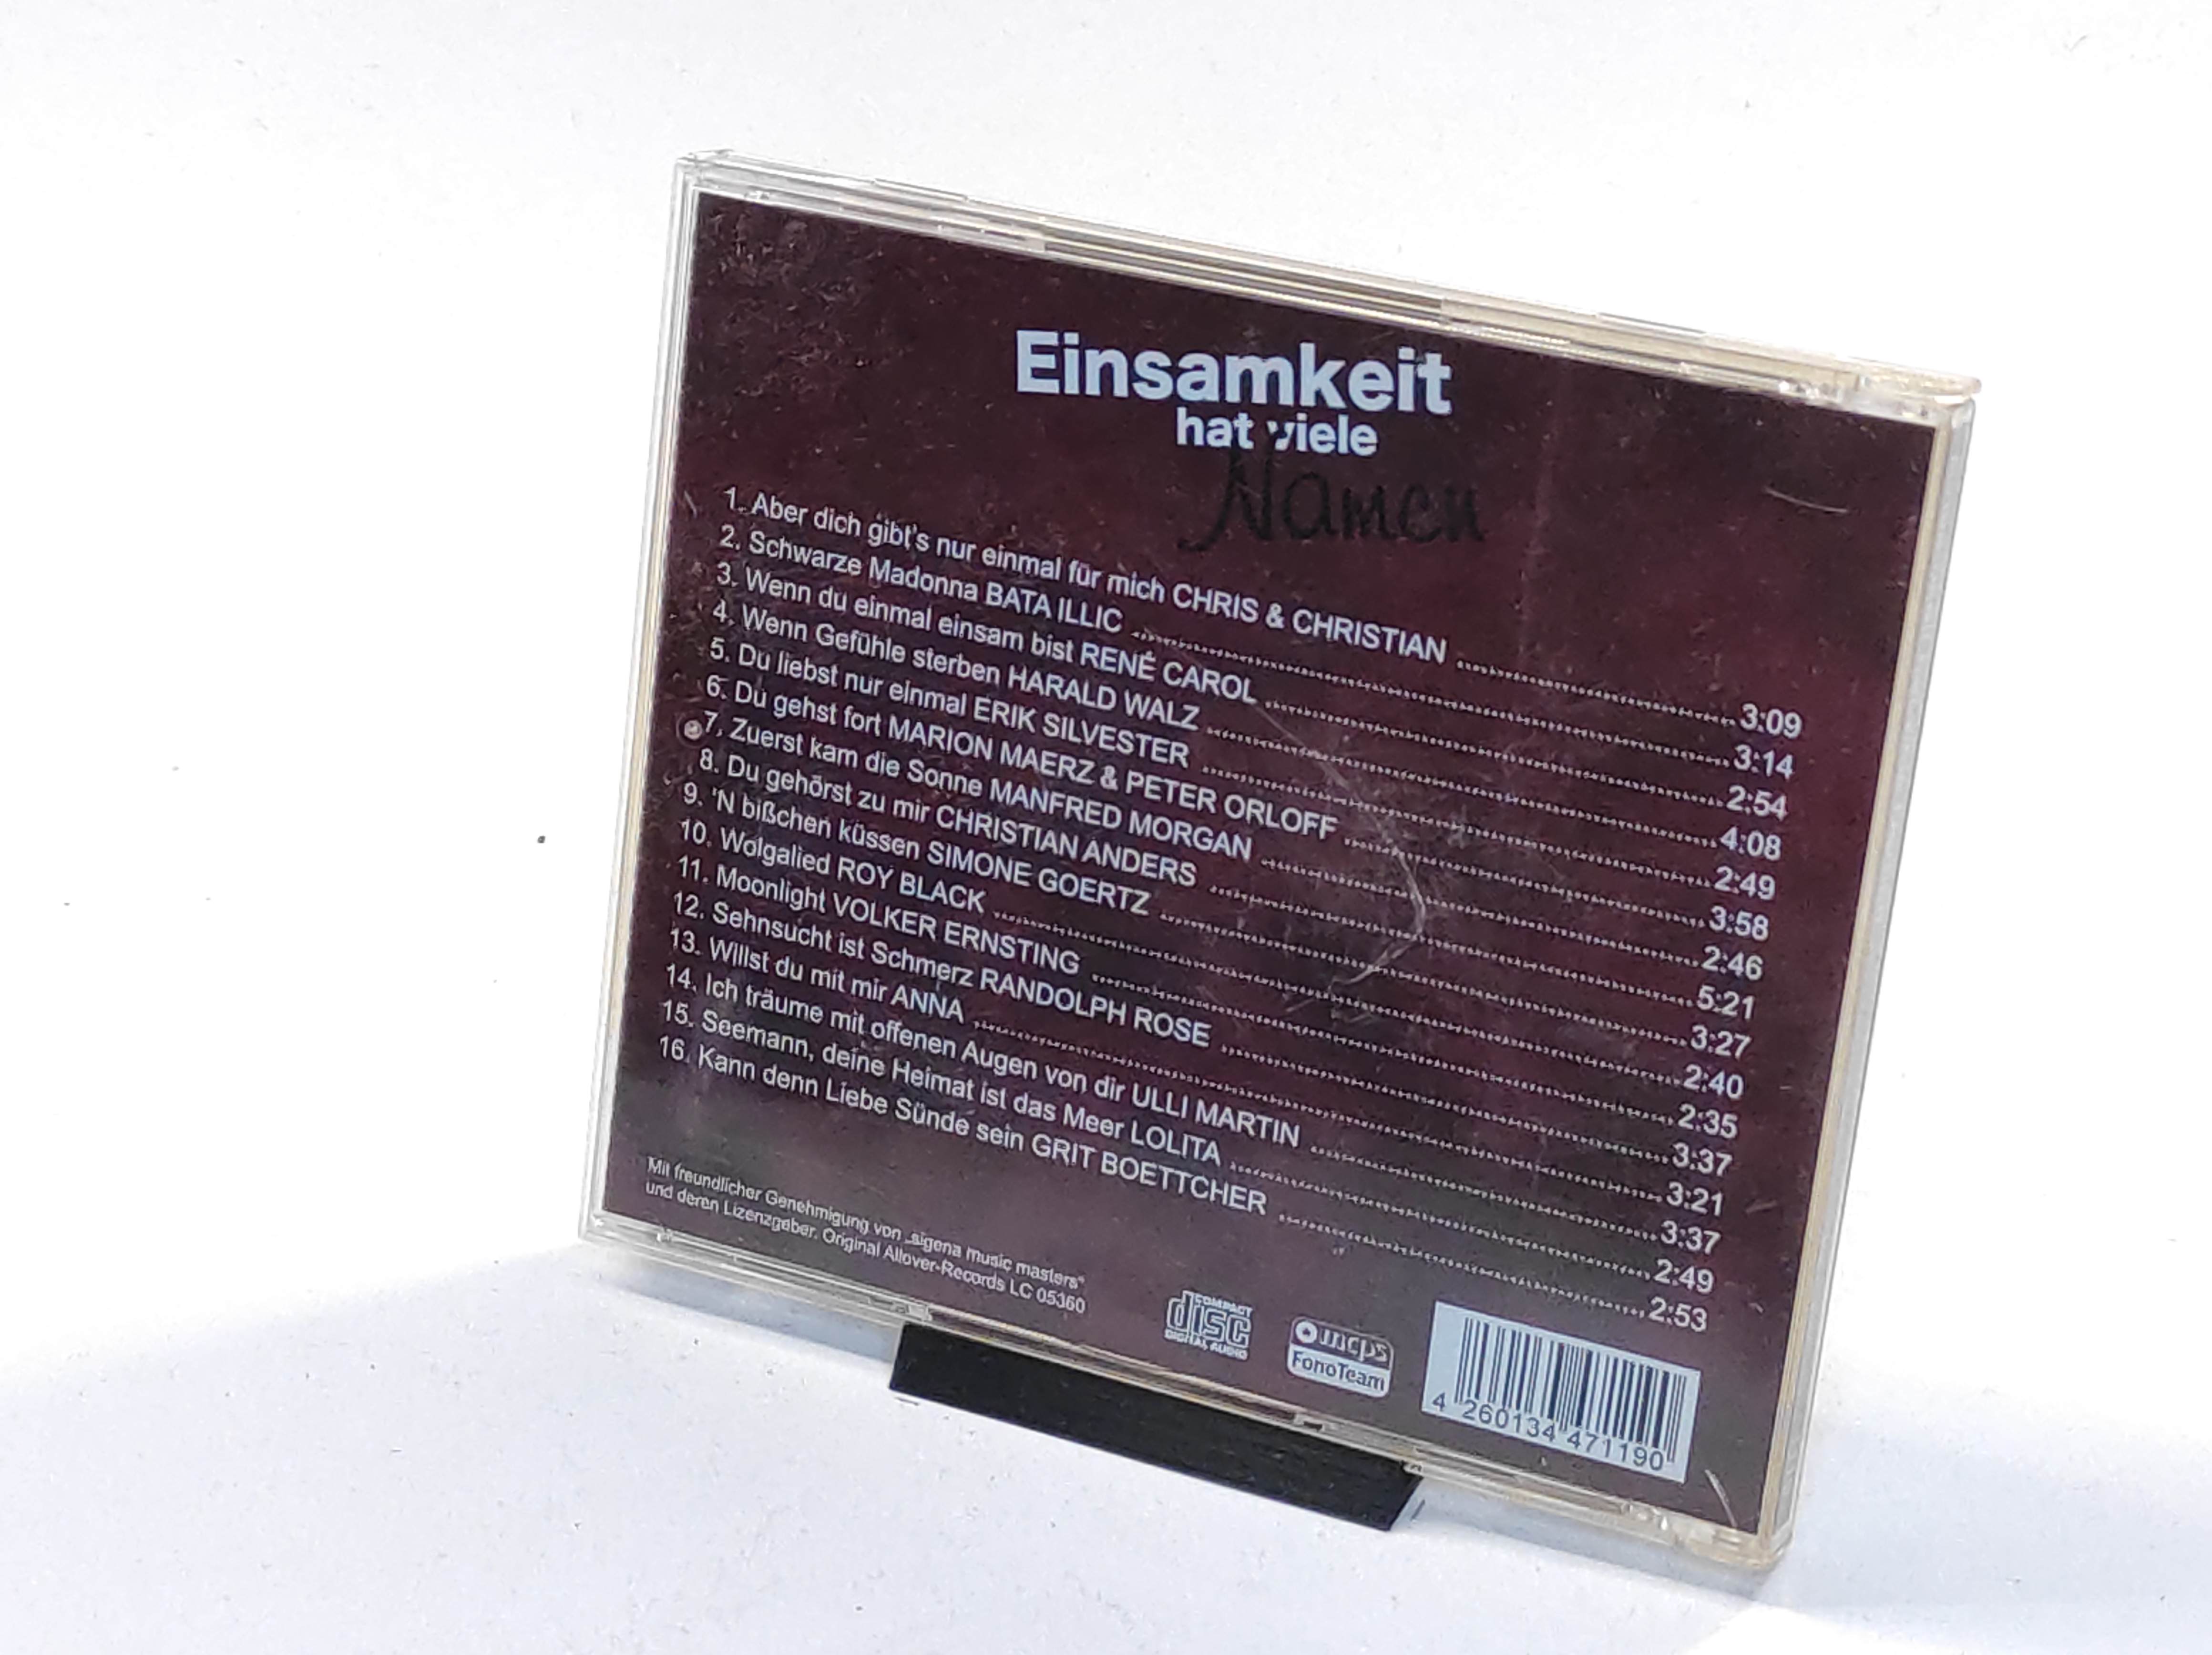 Einsamkeit
hat viele
Namen
1. Aber dich gibt's nur einmal für mich CHRIS & CHRISTIAN 3:09
2. Schwarze Madonna BATA ILLIC 3:14
3. Wenn du einmal einsam bist RENÉ CAROL 2:54
4. Wenn Gefühle sterben HARALD WALZ 4:08
5. Du liebst nur einmal ERIK SILVESTER 2:49
6. Du gehst fort MARION MAERZ & PETER ORLOFF 3:58
7. Zuerst kam die Sonne MANFRED MORGAN 2:46
8. Du gehörst zu mir CHRISTIAN ANDERS 5:21
9. 'N bißchen küssen SIMONE GOERTZ 3:27
10. Wolgalied ROY BLACK 2:40
11. Moonlight VOLKER ERNSTING 2:35
12. Sehnsucht ist Schmerz RANDOLPH ROSE 3:37
13. Willst du mit mir ANNA 3:21
14. Ich träume mit offenen Augen von dir ULLI MARTIN 3:37
15. Seemann, deine Heimat ist das Meer LOLITA 2:49
16. Kann denn Liebe Sünde sein GRIT BOETTCHER 2:53
Mit freundlicher Genehmigung von „sigena music masters"
und deren Lizenzgeber. Original Allover-Records LC 05360
COMPACT
disc
DIGITAL AUDIO
mcps
FonoTeam
4 260134 471190